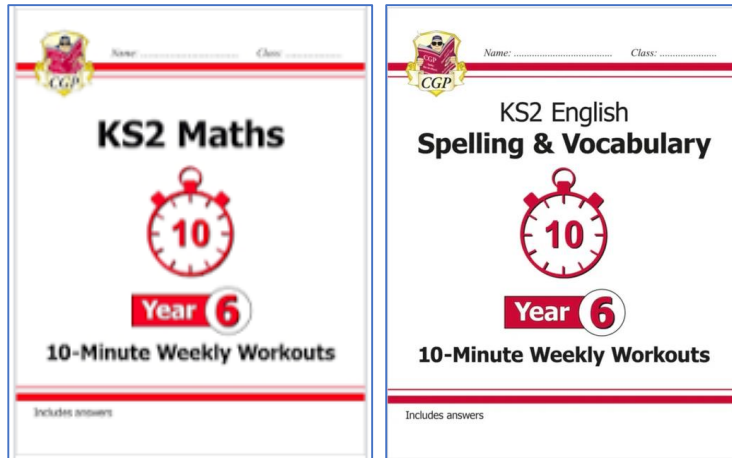 Name: Class:
CGP
KS2 Maths
10
Year 6
10-Minute Weekly Workouts
Includes answers
Name: Class:
CGP
CGP
KS2 English
Spelling & Vocabulary
10
Year 6
10-Minute Weekly Workouts
Includes answers